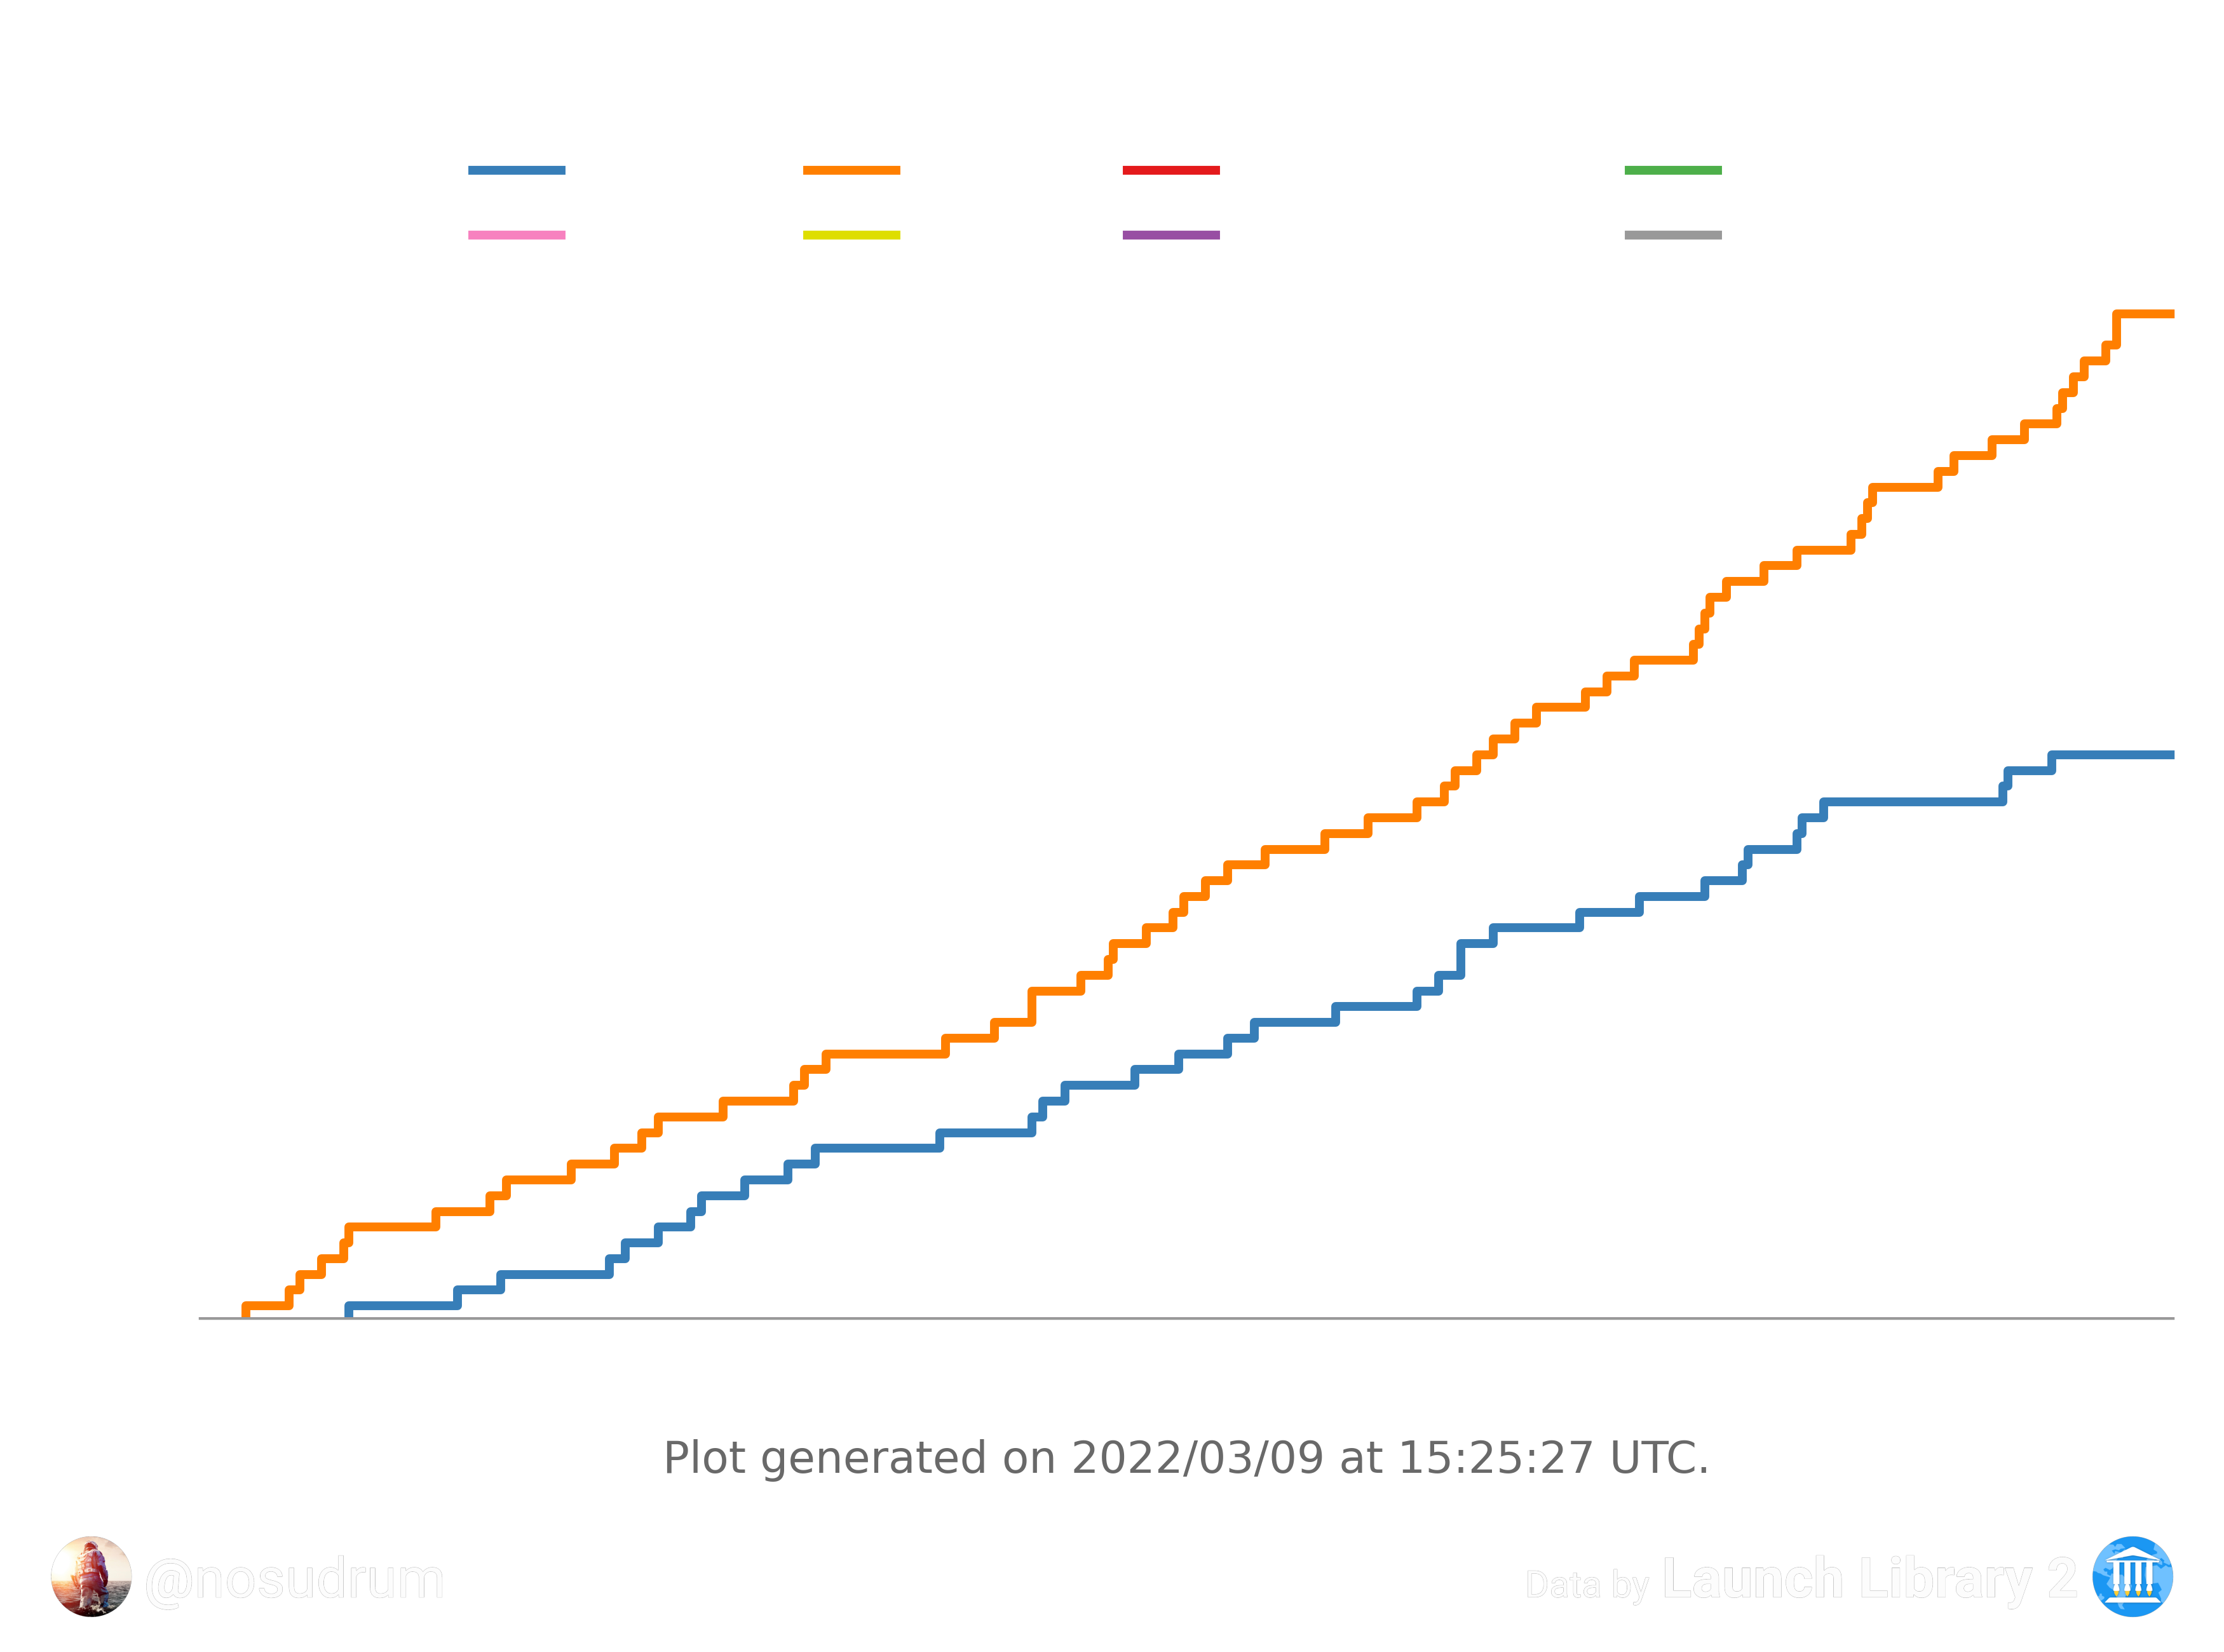 Plot generated on 2022/03/09 at 15:25:27 UTC.
@nosudrum
Data by Launch Library 2